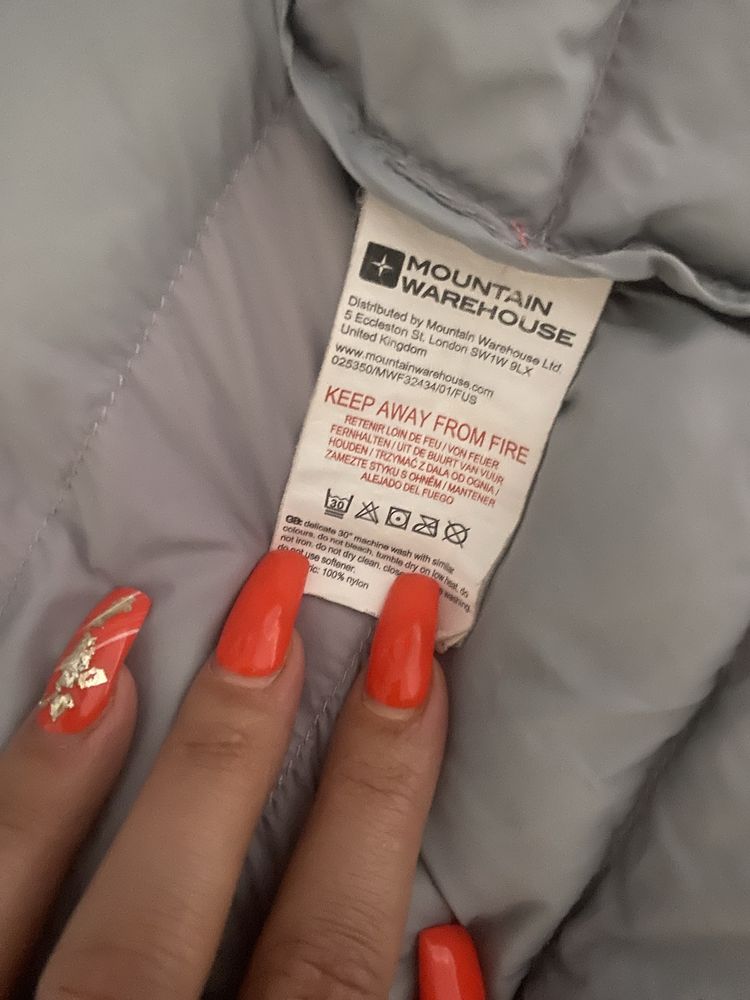 MOUNTAIN
WAREHOUSE
Distributed by Mountain Warehouse Ltd.
5 Eccleston St, London SW1W 9LX
United Kingdom
www.mountainwarehouse.com
025350/MWF32434/01/FUS
KEEP AWAY FROM FIRE
RETENIR LOIN DE FEU / VON FEUER
FERNHALTEN / UIT DE BUURT VAN VUUR
HOUDEN / TRZYMAĆ Z DALA OD OGNIA /
ZAMEZTE STYKU S OHNĚM / MANTENER
ALEJADO DEL FUEGO
30
GB: delicate 30° machine wash with similar
colours, do not bleach, tumble dry on low heat, do
not iron, do not dry clean, washing,
use softener.
100% nylon